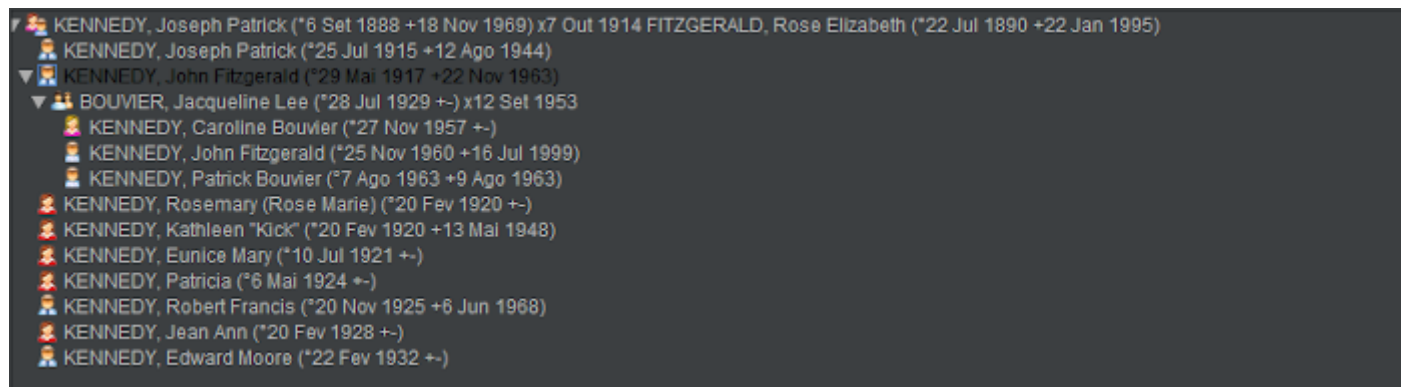 KENNEDY, Joseph Patrick (°6 Set 1888 +18 Nov 1969) x7 Out 1914 FITZGERALD, Rose Elizabeth (°22 Jul 1890 +22 Jan 1995)
KENNEDY, Joseph Patrick (°25 Jul 1915 +12 Ago 1944)
KENNEDY, John Fitzgerald (°29 Mai 1917 +22 Nov 1963)
BOUVIER, Jacqueline Lee (°28 Jul 1929 +-) x12 Set 1953
KENNEDY, Caroline Bouvier (°27 Nov 1957 +-)
KENNEDY, John Fitzgerald (°25 Nov 1960 +16 Jul 1999)
KENNEDY, Patrick Bouvier (°7 Ago 1963 +9 Ago 1963)
KENNEDY, Rosemary (Rose Marie) (°20 Fev 1920 +-)
KENNEDY, Kathleen "Kick" (°20 Fev 1920 +13 Mai 1948)
KENNEDY, Eunice Mary (°10 Jul 1921 +-)
KENNEDY, Patricia (°6 Mai 1924 +-)
KENNEDY, Robert Francis (°20 Nov 1925 +6 Jun 1968)
KENNEDY, Jean Ann (°20 Fev 1928 +-)
KENNEDY, Edward Moore (°22 Fev 1932 +-)